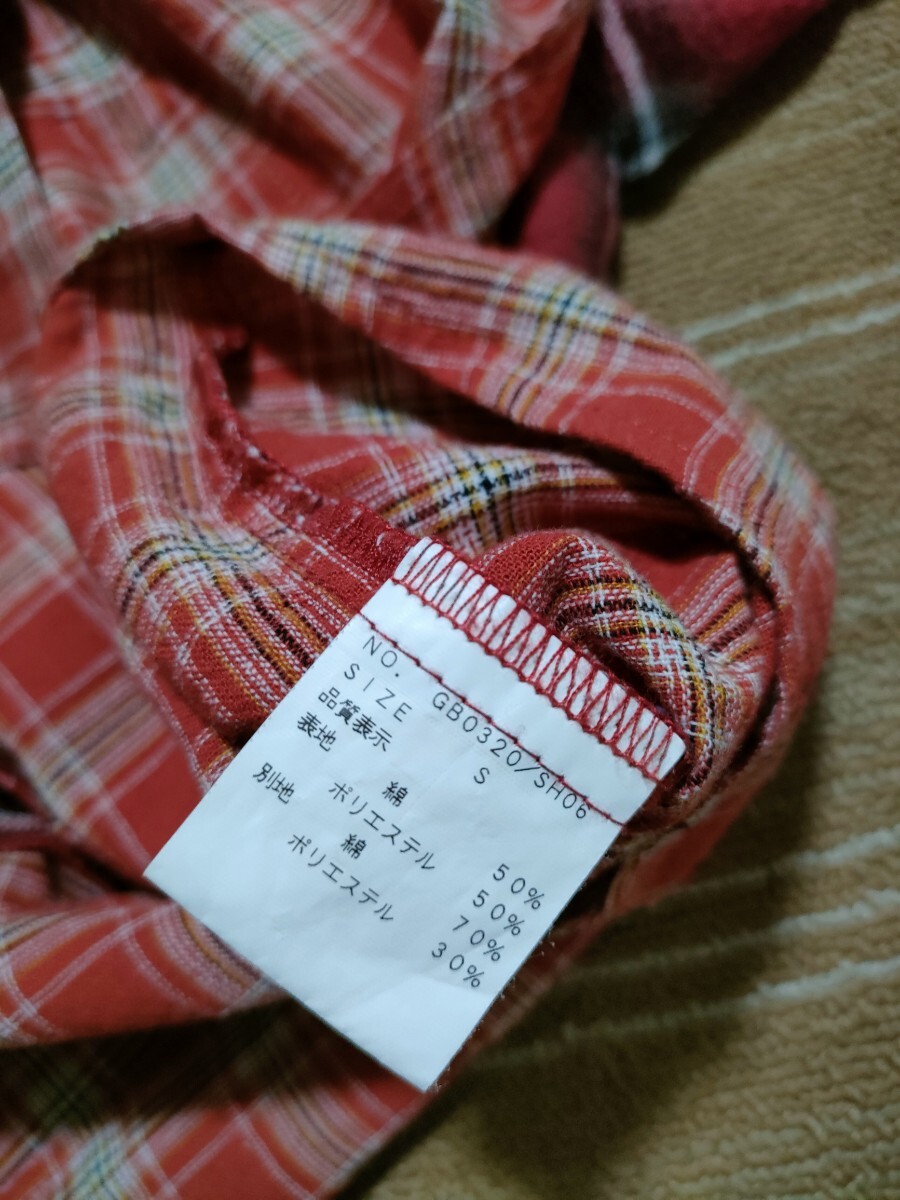 NO. GB0320/SH06
SIZE S
品質表示
表地 綿 50%
ポリエステル 50%
別地 綿 70%
ポリエステル 30%